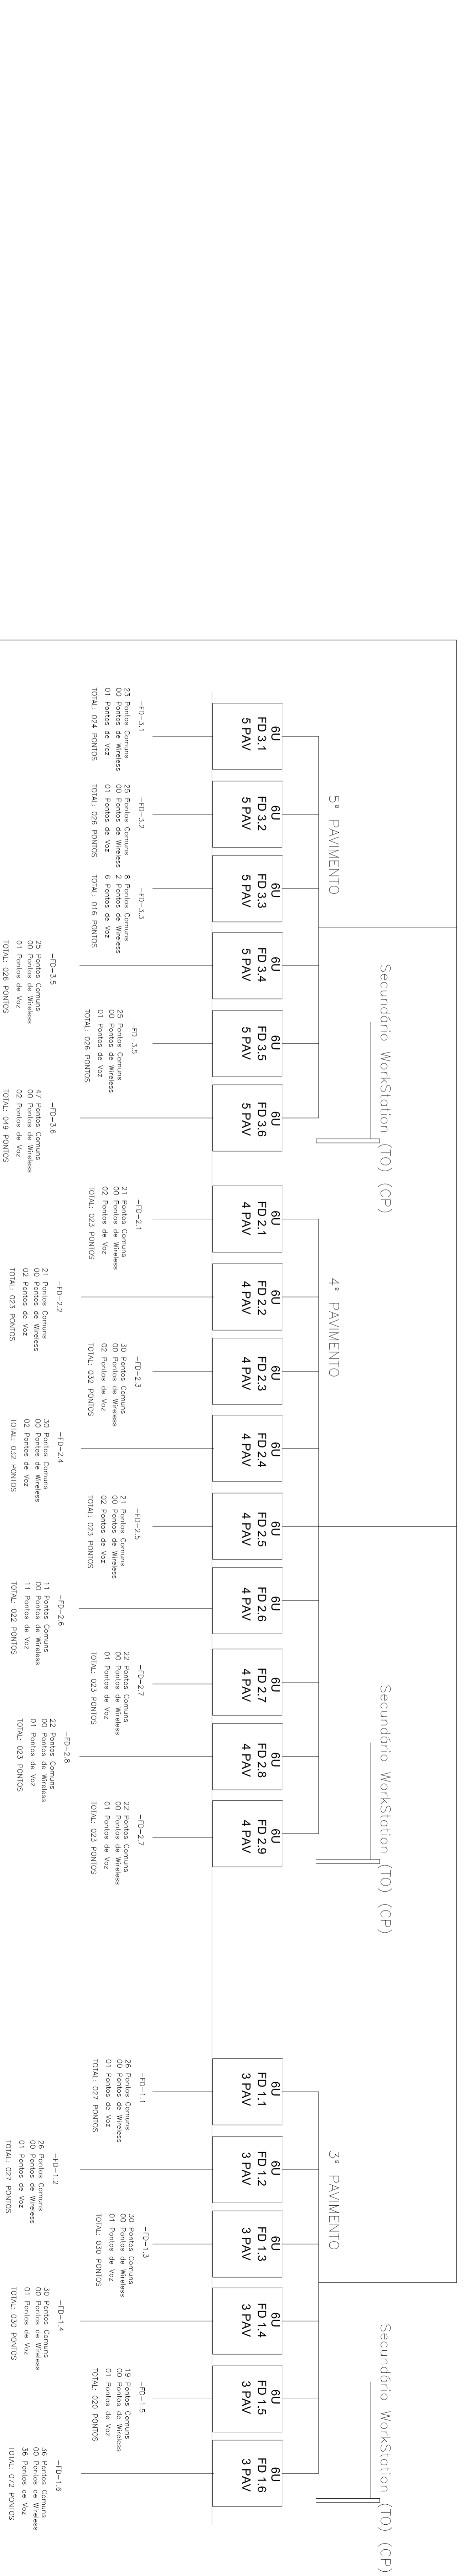 5º PAVIMENTO
Secundário WorkStation (TO) (CP)
6U
FD 3.1
5 PAV
6U
FD 3.2
5 PAV
6U
FD 3.3
5 PAV
6U
FD 3.4
5 PAV
6U
FD 3.5
5 PAV
6U
FD 3.6
5 PAV
-FD-3.1
23 Pontos Comuns
00 Pontos de Wireless
01 Pontos de Voz
TOTAL: 024 PONTOS
-FD-3.2
25 Pontos Comuns
00 Pontos de Wireless
01 Pontos de Voz
TOTAL: 026 PONTOS
-FD-3.3
8 Pontos Comuns
2 Pontos de Wireless
6 Pontos de Voz
TOTAL: 016 PONTOS
-FD-3.5
25 Pontos Comuns
00 Pontos de Wireless
01 Pontos de Voz
TOTAL: 026 PONTOS
-FD-3.5
25 Pontos Comuns
00 Pontos de Wireless
01 Pontos de Voz
TOTAL: 026 PONTOS
-FD-3.6
47 Pontos Comuns
00 Pontos de Wireless
02 Pontos de Voz
TOTAL: 049 PONTOS
4º PAVIMENTO
Secundário WorkStation (TO) (CP)
6U
FD 2.1
4 PAV
6U
FD 2.2
4 PAV
6U
FD 2.3
4 PAV
6U
FD 2.4
4 PAV
6U
FD 2.5
4 PAV
6U
FD 2.6
4 PAV
6U
FD 2.7
4 PAV
6U
FD 2.8
4 PAV
6U
FD 2.9
4 PAV
-FD-2.1
21 Pontos Comuns
00 Pontos de Wireless
02 Pontos de Voz
TOTAL: 023 PONTOS
-FD-2.2
21 Pontos Comuns
00 Pontos de Wireless
02 Pontos de Voz
TOTAL: 023 PONTOS
-FD-2.3
30 Pontos Comuns
00 Pontos de Wireless
02 Pontos de Voz
TOTAL: 032 PONTOS
-FD-2.4
30 Pontos Comuns
00 Pontos de Wireless
02 Pontos de Voz
TOTAL: 032 PONTOS
-FD-2.5
21 Pontos Comuns
00 Pontos de Wireless
02 Pontos de Voz
TOTAL: 023 PONTOS
-FD-2.6
11 Pontos Comuns
00 Pontos de Wireless
11 Pontos de Voz
TOTAL: 022 PONTOS
-FD-2.7
22 Pontos Comuns
00 Pontos de Wireless
01 Pontos de Voz
TOTAL: 023 PONTOS
-FD-2.8
22 Pontos Comuns
00 Pontos de Wireless
01 Pontos de Voz
TOTAL: 023 PONTOS
-FD-2.7
22 Pontos Comuns
00 Pontos de Wireless
01 Pontos de Voz
TOTAL: 023 PONTOS
3º PAVIMENTO
Secundário WorkStation (TO) (CP)
6U
FD 1.1
3 PAV
6U
FD 1.2
3 PAV
6U
FD 1.3
3 PAV
6U
FD 1.4
3 PAV
6U
FD 1.5
3 PAV
6U
FD 1.6
3 PAV
-FD-1.1
26 Pontos Comuns
00 Pontos de Wireless
01 Pontos de Voz
TOTAL: 027 PONTOS
-FD-1.2
26 Pontos Comuns
00 Pontos de Wireless
01 Pontos de Voz
TOTAL: 027 PONTOS
-FD-1.3
30 Pontos Comuns
00 Pontos de Wireless
01 Pontos de Voz
TOTAL: 030 PONTOS
-FD-1.4
30 Pontos Comuns
00 Pontos de Wireless
01 Pontos de Voz
TOTAL: 030 PONTOS
-FD-1.5
19 Pontos Comuns
00 Pontos de Wireless
01 Pontos de Voz
TOTAL: 020 PONTOS
-FD-1.6
36 Pontos Comuns
00 Pontos de Wireless
36 Pontos de Voz
TOTAL: 072 PONTOS